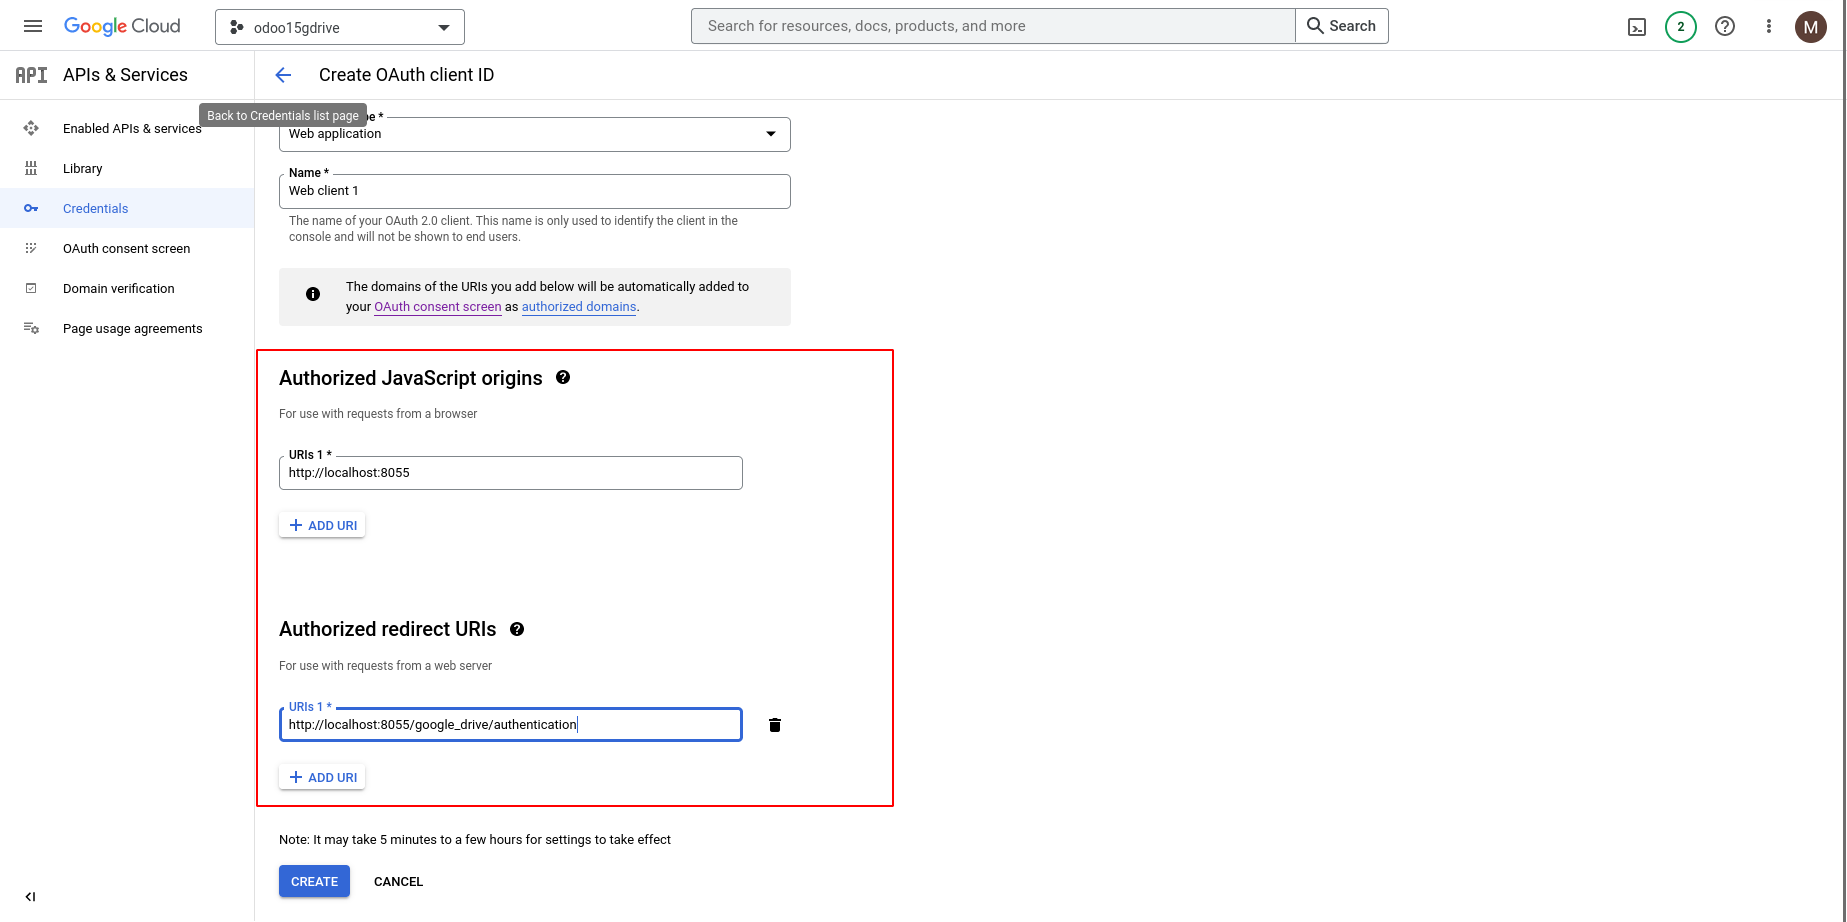 Google Cloud
odoo15gdrive
Search for resources, docs, products, and more
Search
2
M
API
APIs & Services
Create OAuth client ID
Back to Credentials list page
Enabled APIs & services
Library
Credentials
OAuth consent screen
Domain verification
Page usage agreements
Web application
Name *
Web client 1
The name of your OAuth 2.0 client. This name is only used to identify the client in the
console and will not be shown to end users.
The domains of the URIs you add below will be automatically added to
your OAuth consent screen as authorized domains.
Authorized JavaScript origins
For use with requests from a browser
URIs 1 *
http://localhost:8055
ADD URI
Authorized redirect URIs
For use with requests from a web server
URIs 1 *
http://localhost:8055/google_drive/authentication
ADD URI
Note: It may take 5 minutes to a few hours for settings to take effect
CREATE
CANCEL